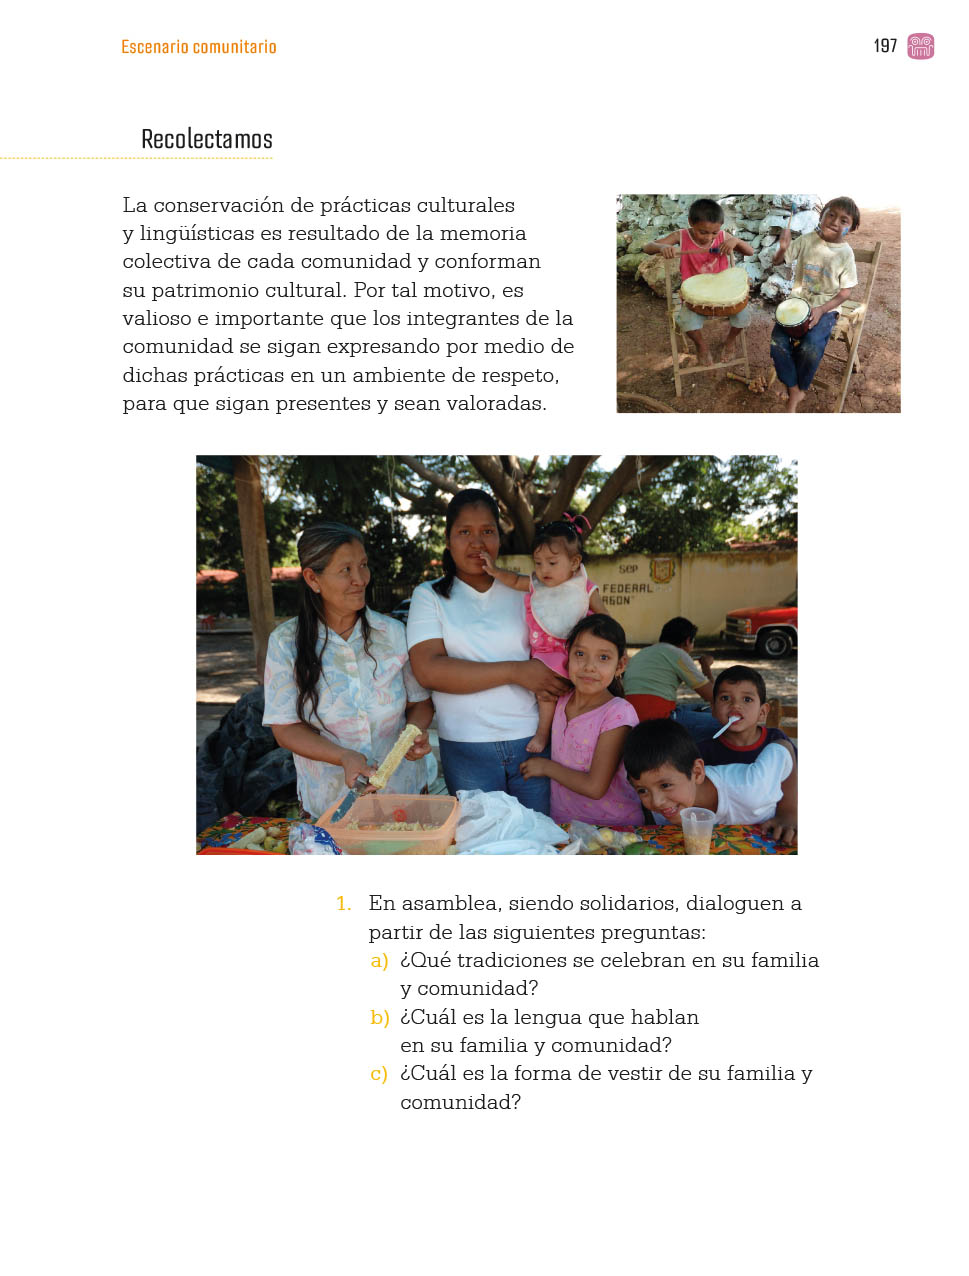 Escenario comunitario
197
Recolectamos
La conservación de prácticas culturales
y lingüísticas es resultado de la memoria
colectiva de cada comunidad y conforman
su patrimonio cultural. Por tal motivo, es
valioso e importante que los integrantes de la
comunidad se sigan expresando por medio de
dichas prácticas en un ambiente de respeto,
para que sigan presentes y sean valoradas.
SEP
FEDERAL
1. En asamblea, siendo solidarios, dialoguen a
partir de las siguientes preguntas:
a) ¿Qué tradiciones se celebran en su familia
y comunidad?
b) ¿Cuál es la lengua que hablan
en su familia y comunidad?
c) ¿Cuál es la forma de vestir de su familia y
comunidad?